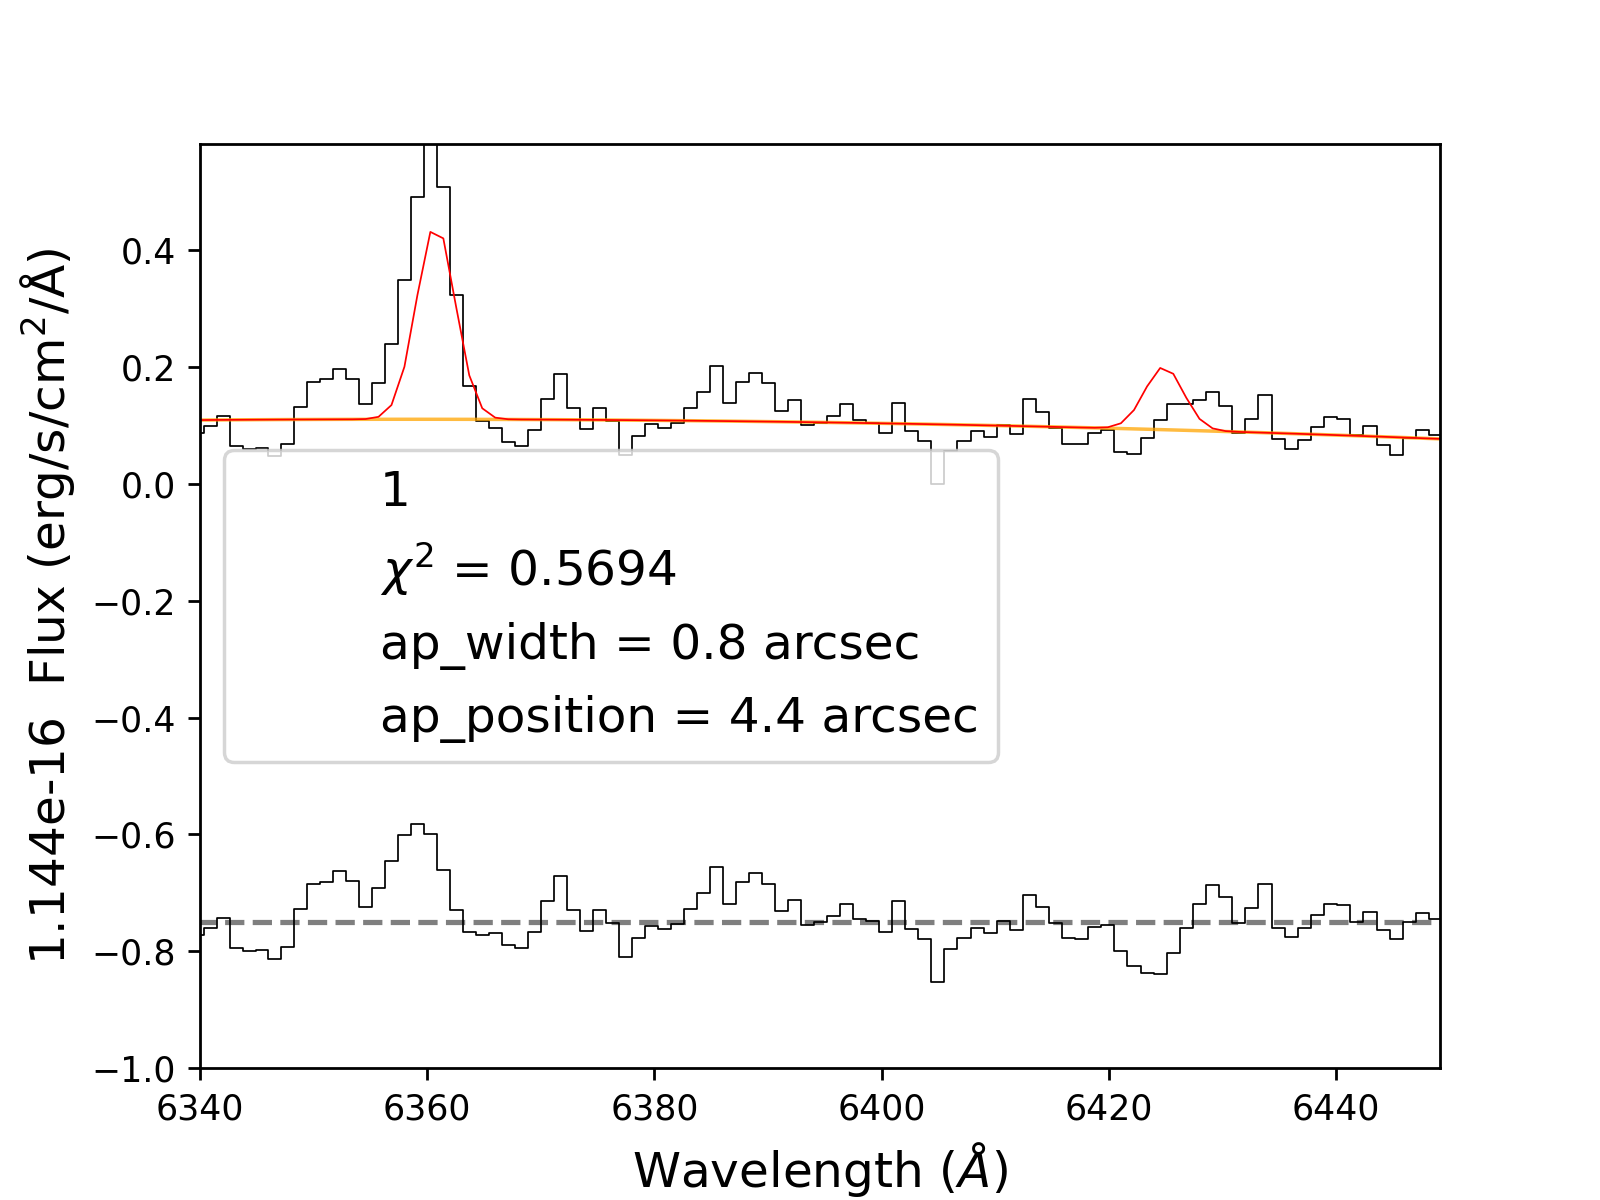 1.144e-16 Flux (erg/s/cm²/Å)
0.4
0.2
0.0
−0.2
−0.4
−0.6
−0.8
−1.0
1
χ² = 0.5694
ap_width = 0.8 arcsec
ap_position = 4.4 arcsec
6340 6360 6380 6400 6420 6440
Wavelength (Å)